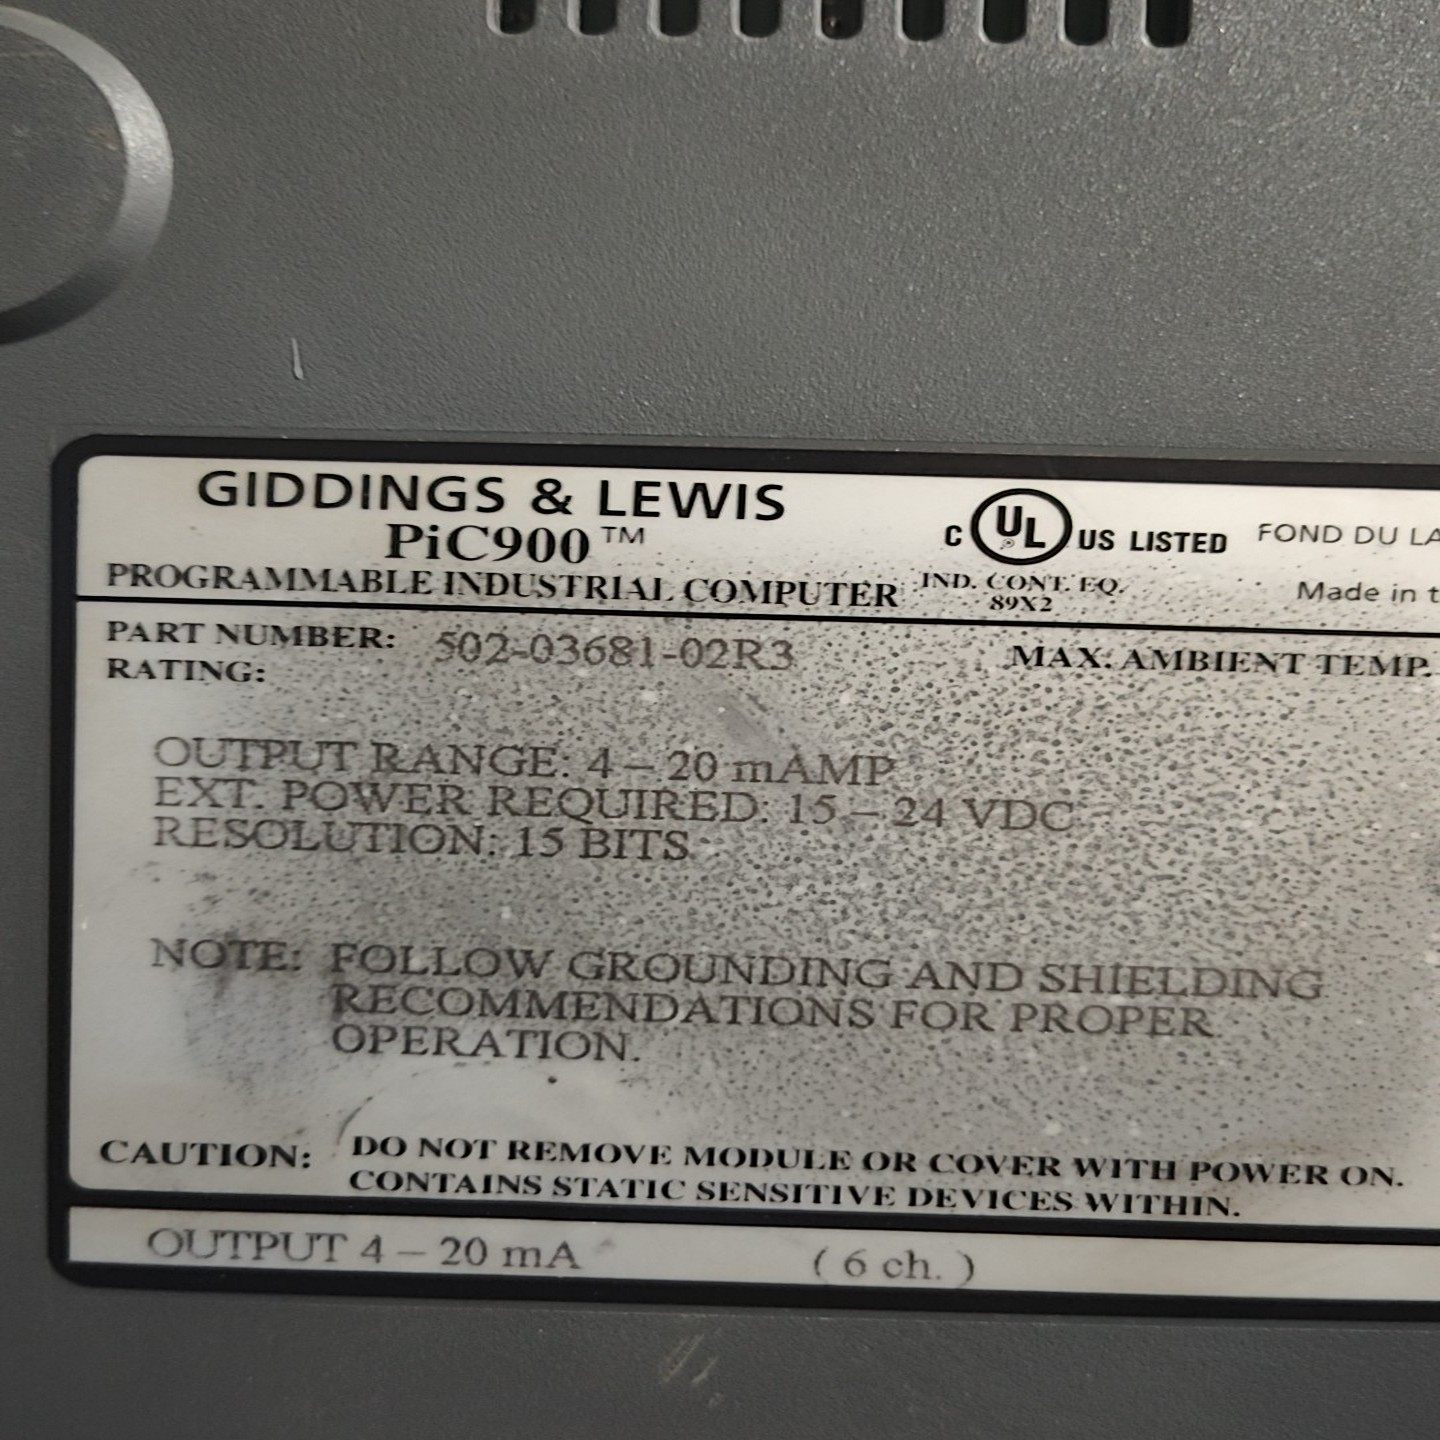 GIDDINGS & LEWIS
PiC900™
PROGRAMMABLE INDUSTRIAL COMPUTER
C UL US LISTED
IND. CONT. EQ.
89X2
FOND DU LA
Made in t
PART NUMBER: 502-03681-02R3
MAX. AMBIENT TEMP.
RATING:
OUTPUT RANGE: 4 – 20 mAMP
EXT. POWER REQUIRED: 15 – 24 VDC
RESOLUTION: 15 BITS
NOTE: FOLLOW GROUNDING AND SHIELDING
RECOMMENDATIONS FOR PROPER
OPERATION.
CAUTION: DO NOT REMOVE MODULE OR COVER WITH POWER ON.
CONTAINS STATIC SENSITIVE DEVICES WITHIN.
OUTPUT 4 – 20 mA ( 6 ch. )